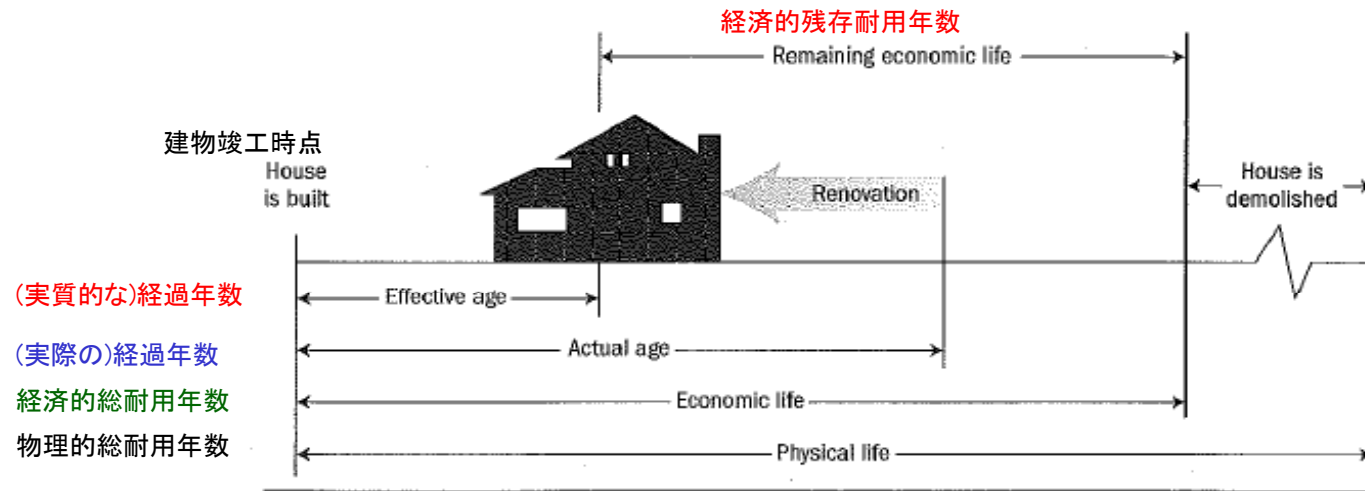 経済的残存耐用年数
Remaining economic life
建物竣工時点
House
is built
Renovation
House is
demolished
(実質的な)経過年数
Effective age
(実際の)経過年数
Actual age
経済的総耐用年数
Economic life
物理的総耐用年数
Physical life